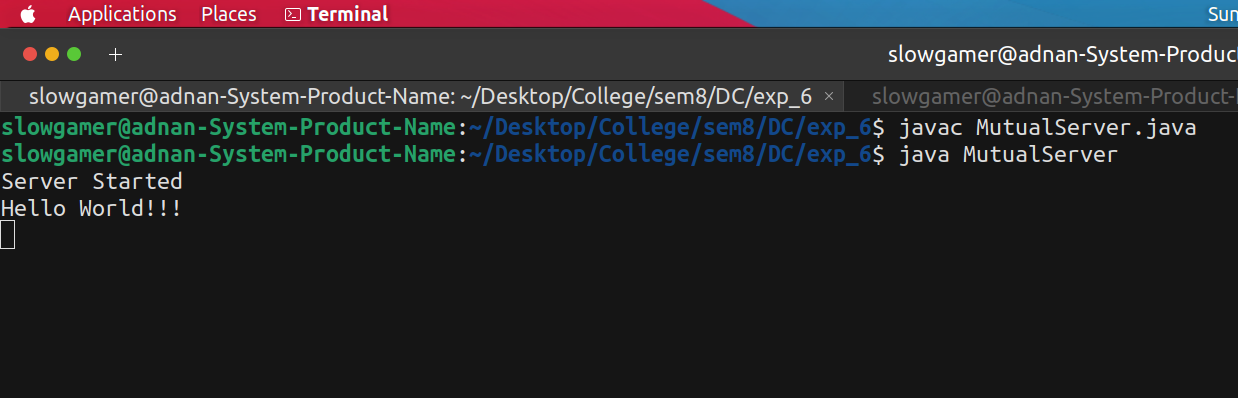 Applications Places Terminal Sun
slowgamer@adnan-System-Product
slowgamer@adnan-System-Product-Name: ~/Desktop/College/sem8/DC/exp_6 × slowgamer@adnan-System-Product-
slowgamer@adnan-System-Product-Name:~/Desktop/College/sem8/DC/exp_6$ javac MutualServer.java
slowgamer@adnan-System-Product-Name:~/Desktop/College/sem8/DC/exp_6$ java MutualServer
Server Started
Hello World!!!